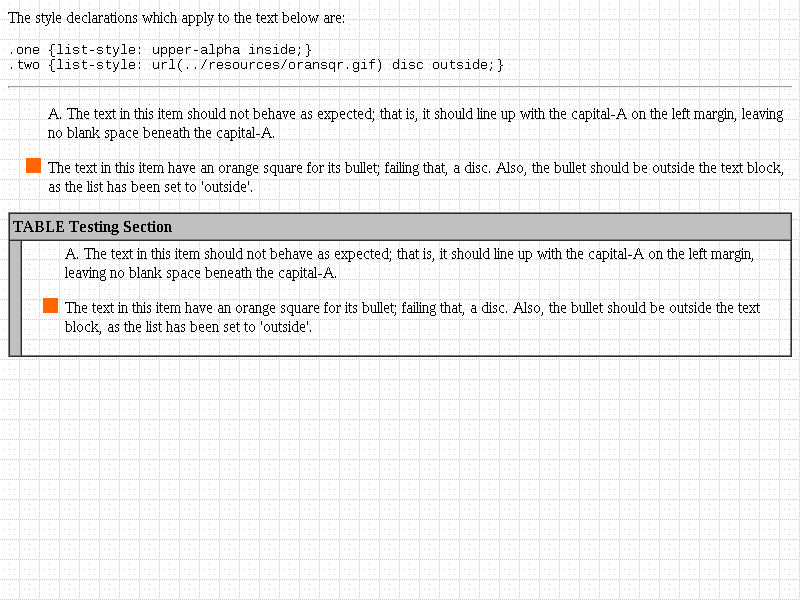 The style declarations which apply to the text below are:
.one {list-style: upper-alpha inside;}
.two {list-style: url(../resources/oransqr.gif) disc outside;}
A. The text in this item should not behave as expected; that is, it should line up with the capital-A on the left margin, leaving
no blank space beneath the capital-A.
The text in this item have an orange square for its bullet; failing that, a disc. Also, the bullet should be outside the text block,
as the list has been set to 'outside'.
TABLE Testing Section
A. The text in this item should not behave as expected; that is, it should line up with the capital-A on the left margin,
leaving no blank space beneath the capital-A.
The text in this item have an orange square for its bullet; failing that, a disc. Also, the bullet should be outside the text
block, as the list has been set to 'outside'.